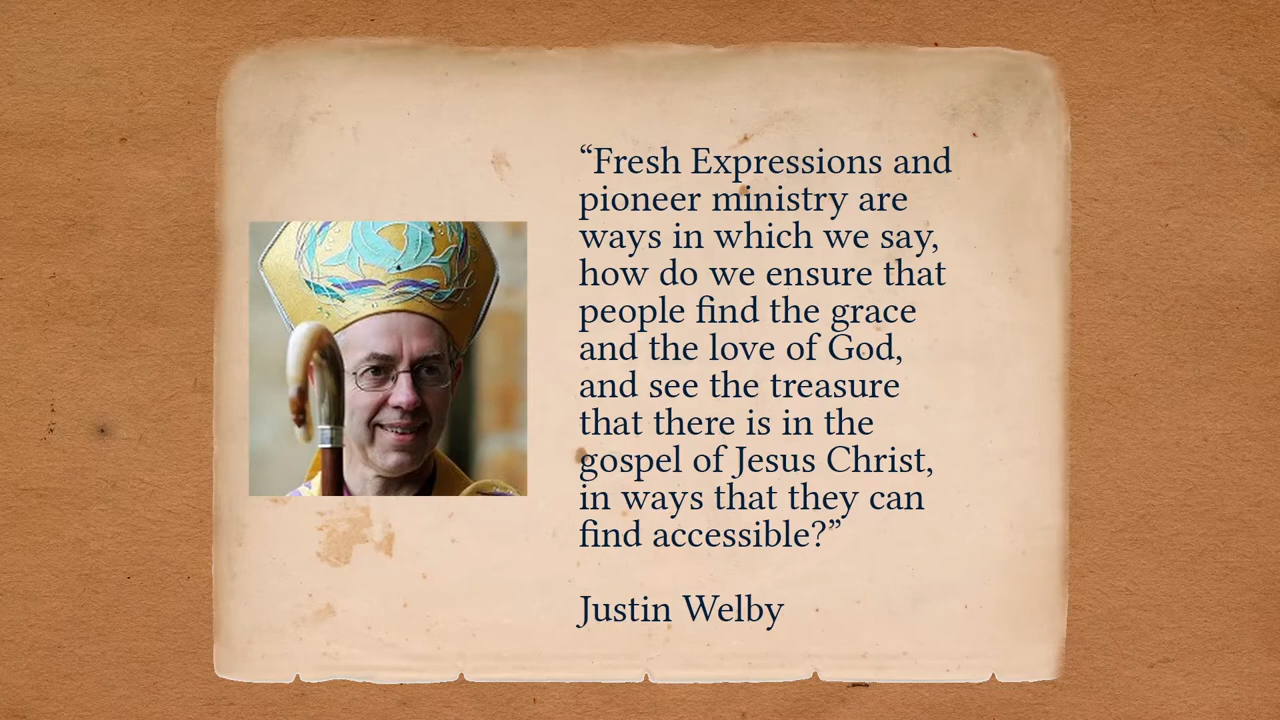 “Fresh Expressions and
pioneer ministry are
ways in which we say,
how do we ensure that
people find the grace
and the love of God,
and see the treasure
that there is in the
gospel of Jesus Christ,
in ways that they can
find accessible?”
Justin Welby